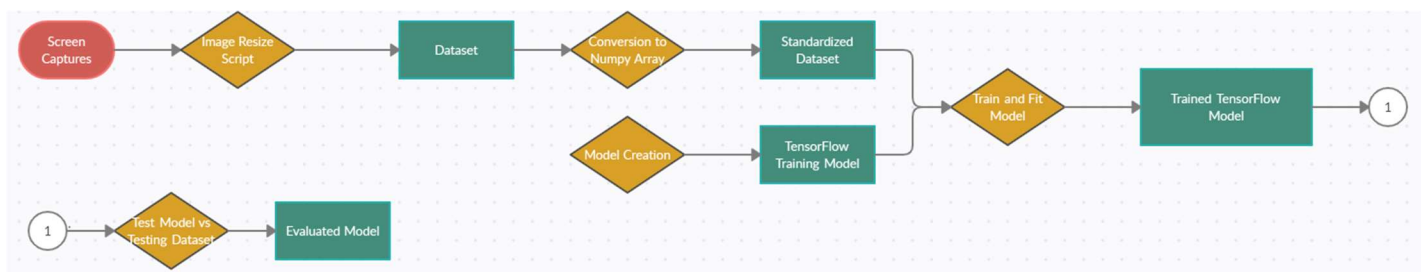 Screen
Captures
Image Resize
Script
Dataset
Conversion to
Numpy Array
Standardized
Dataset
Train and Fit
Model
Trained TensorFlow
Model
1
Model Creation
TensorFlow
Training Model
1
Test Model vs
Testing Dataset
Evaluated Model